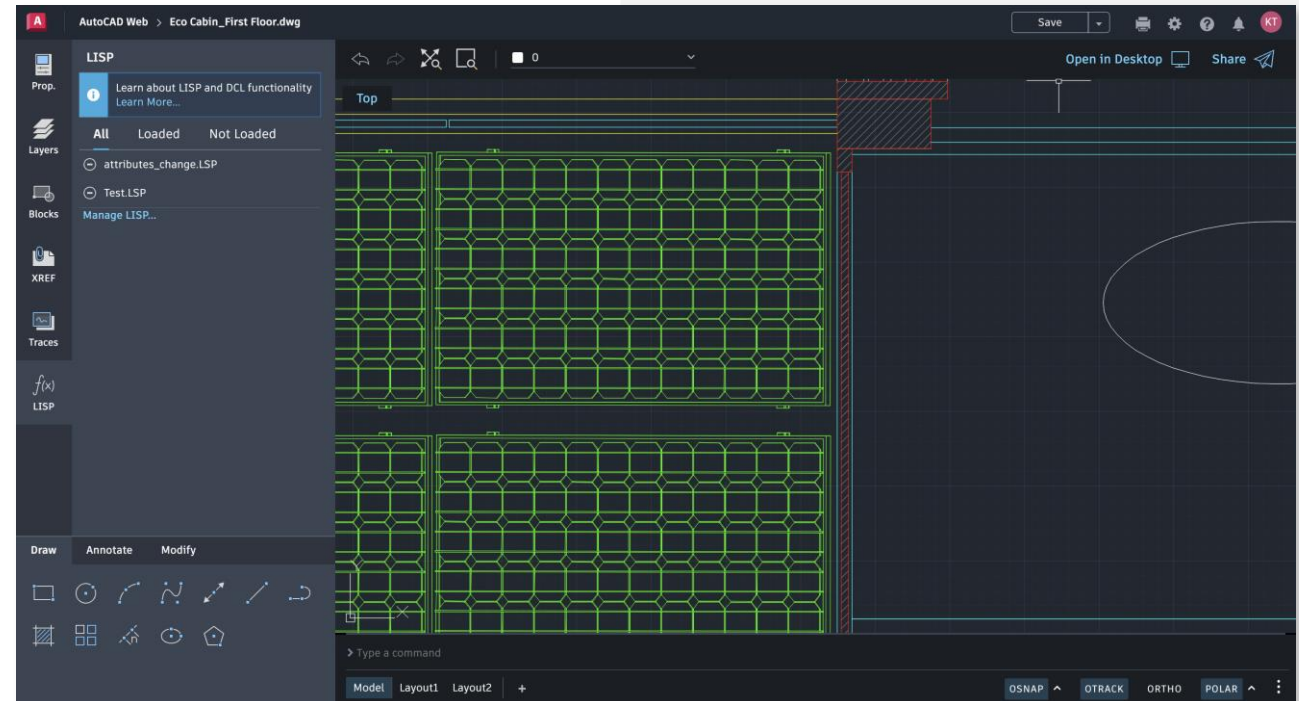 A AutoCAD Web > Eco Cabin_First Floor.dwg Save KT
Prop.
Layers
Blocks
XREF
Traces
f(x)
LISP
LISP
Learn about LISP and DCL functionality
Learn More...
All Loaded Not Loaded
attributes_change.LSP
Test.LSP
Manage LISP...
0 Open in Desktop Share
Top
Y
X
Draw Annotate Modify
> Type a command
Model Layout1 Layout2 +
OSNAP OTRACK ORTHO POLAR